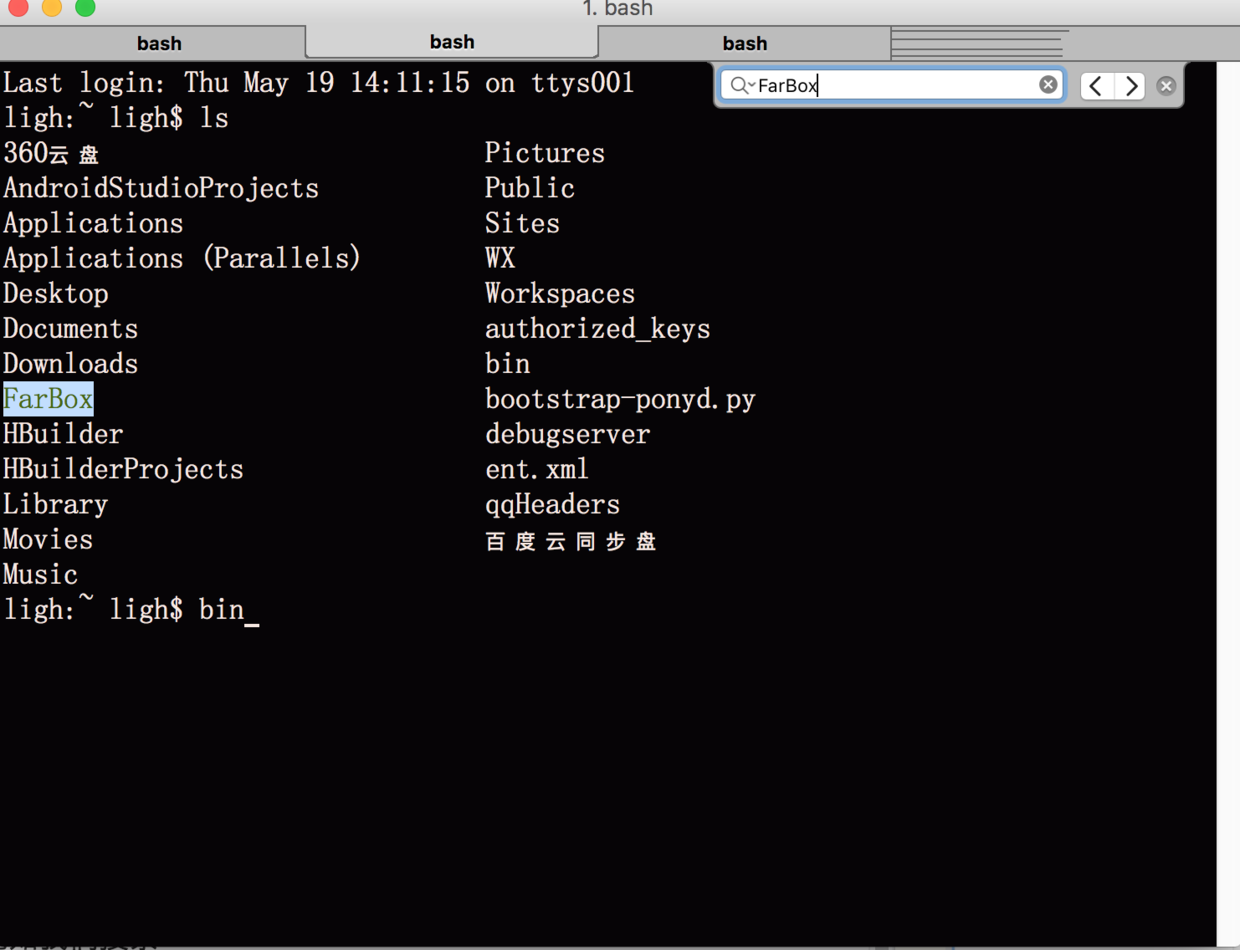 1. bash
bash bash bash
FarBox
Last login: Thu May 19 14:11:15 on ttys001
ligh:~ ligh$ ls
360云盘 Pictures
AndroidStudioProjects Public
Applications Sites
Applications (Parallels) WX
Desktop Workspaces
Documents authorized_keys
Downloads bin
FarBox bootstrap-ponyd.py
HBuilder debugserver
HBuilderProjects ent.xml
Library qqHeaders
Movies 百度云同步盘
Music
ligh:~ ligh$ bin_